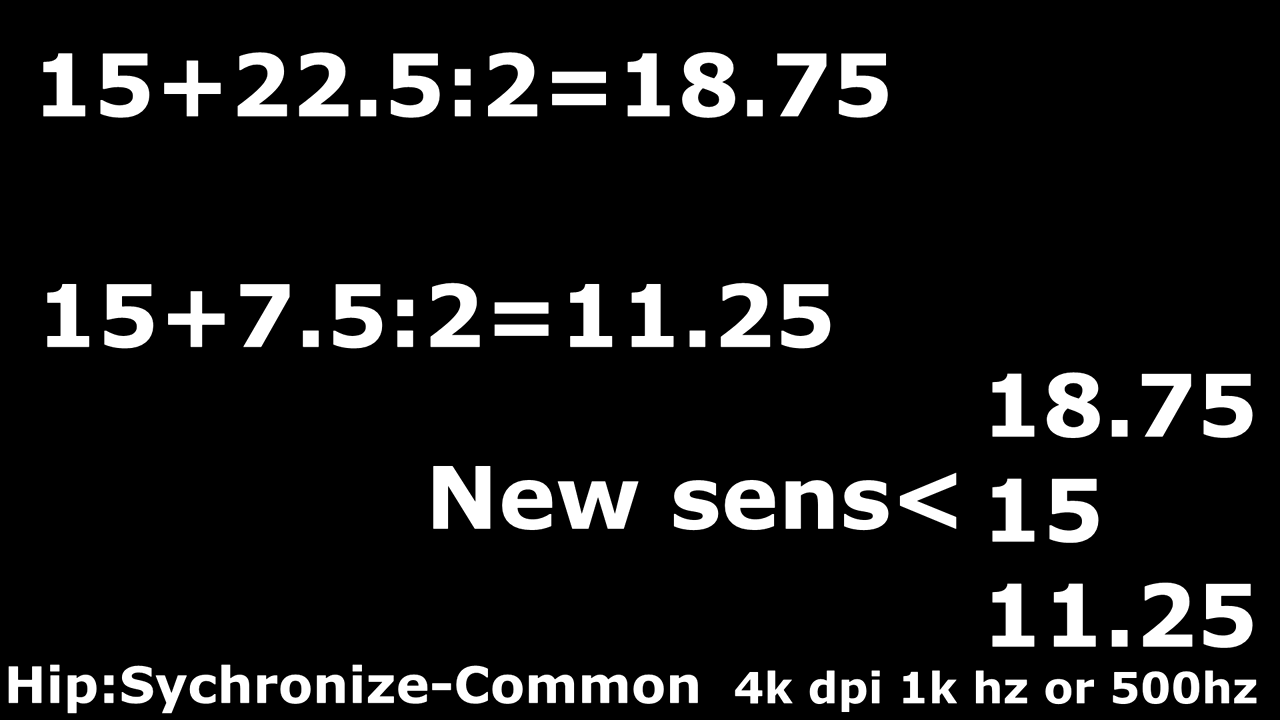 15+22.5:2=18.75
15+7.5:2=11.25
18.75
New sens< 15
11.25
Hip:Sychronize-Common 4k dpi 1k hz or 500hz